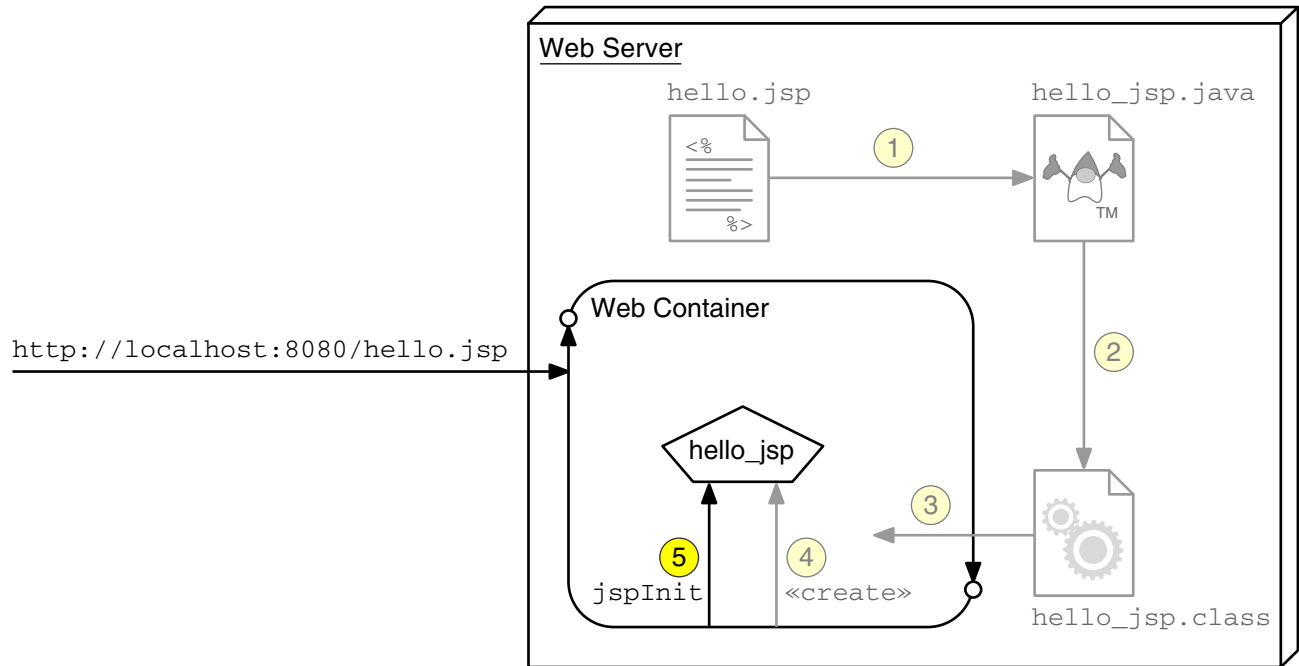 Web Server
hello.jsp
hello_jsp.java
<%
%>
1
TM
Web Container
http://localhost:8080/hello.jsp
2
hello_jsp
3
5
4
jspInit
«create»
hello_jsp.class